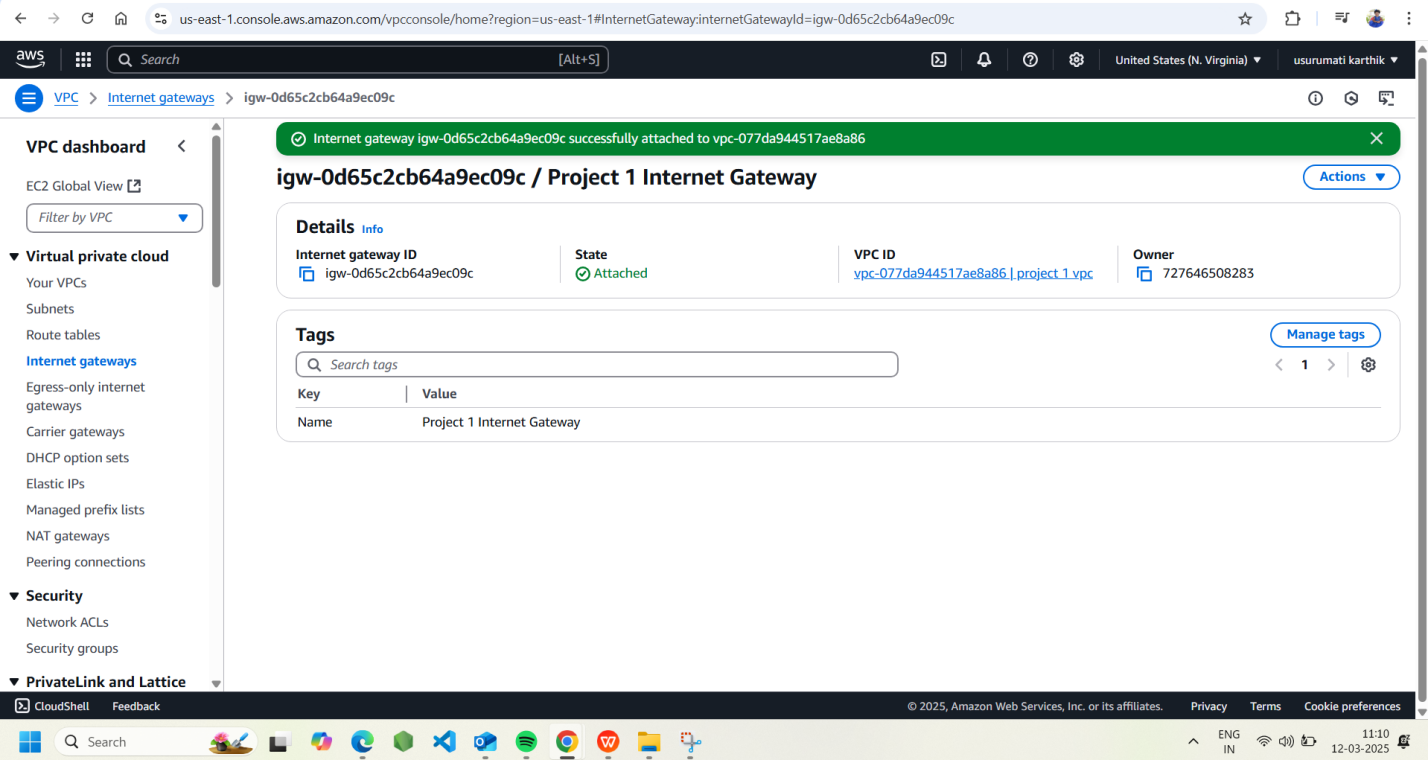 us-east-1.console.aws.amazon.com/vpcconsole/home?region=us-east-1#InternetGateway:internetGatewayId=igw-0d65c2cb64a9ec09c
aws
Search [Alt+S]
United States (N. Virginia)
usurumati karthik
VPC
Internet gateways
igw-0d65c2cb64a9ec09c
VPC dashboard
EC2 Global View
Filter by VPC
Virtual private cloud
Your VPCs
Subnets
Route tables
Internet gateways
Egress-only internet
gateways
Carrier gateways
DHCP option sets
Elastic IPs
Managed prefix lists
NAT gateways
Peering connections
Security
Network ACLs
Security groups
PrivateLink and Lattice
Internet gateway igw-0d65c2cb64a9ec09c successfully attached to vpc-077da944517ae8a86
igw-0d65c2cb64a9ec09c / Project 1 Internet Gateway
Actions
Details Info
Internet gateway ID
igw-0d65c2cb64a9ec09c
State
Attached
VPC ID
vpc-077da944517ae8a86 | project 1 vpc
Owner
727646508283
Tags
Manage tags
Search tags
1
Key Value
Name Project 1 Internet Gateway
CloudShell
Feedback
© 2025, Amazon Web Services, Inc. or its affiliates.
Privacy
Terms
Cookie preferences
Search
ENG
IN
11:10
12-03-2025